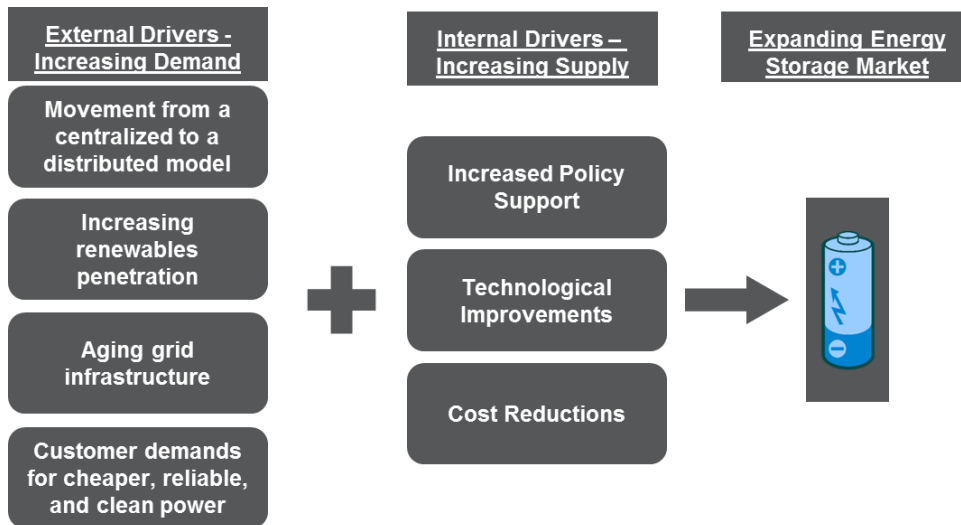 External Drivers -
Increasing Demand
Movement from a
centralized to a
distributed model
Increasing
renewables
penetration
Aging grid
infrastructure
Customer demands
for cheaper, reliable,
and clean power
Internal Drivers –
Increasing Supply
Increased Policy
Support
Technological
Improvements
Cost Reductions
Expanding Energy
Storage Market